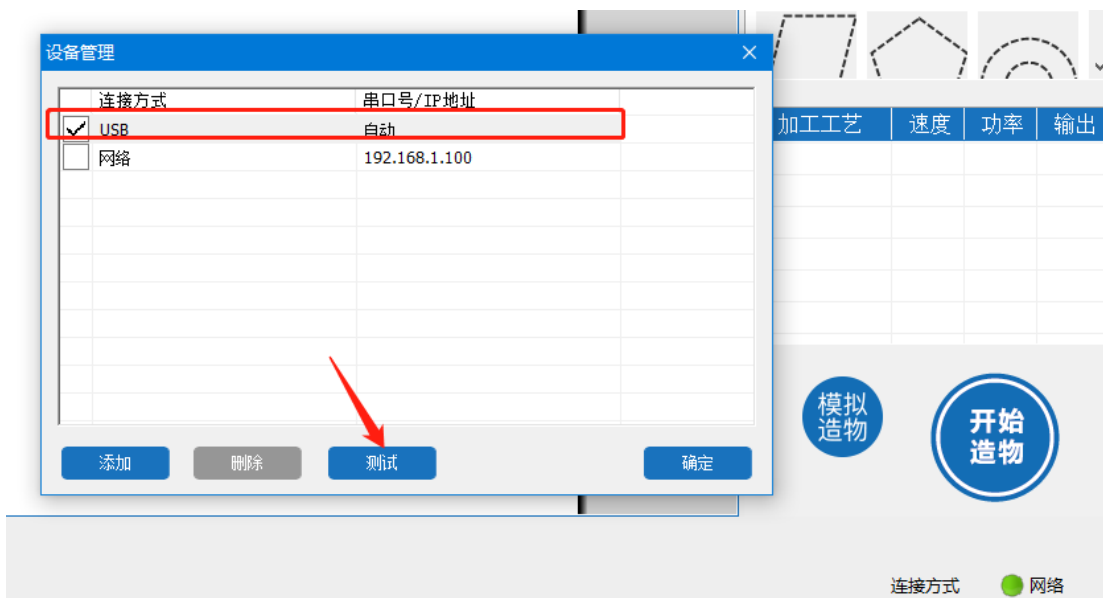 设备管理
连接方式 串口号/IP地址
USB 自动
网络 192.168.1.100
添加 删除 测试 确定
加工工艺 速度 功率 输出
模拟
造物
开始
造物
连接方式 网络